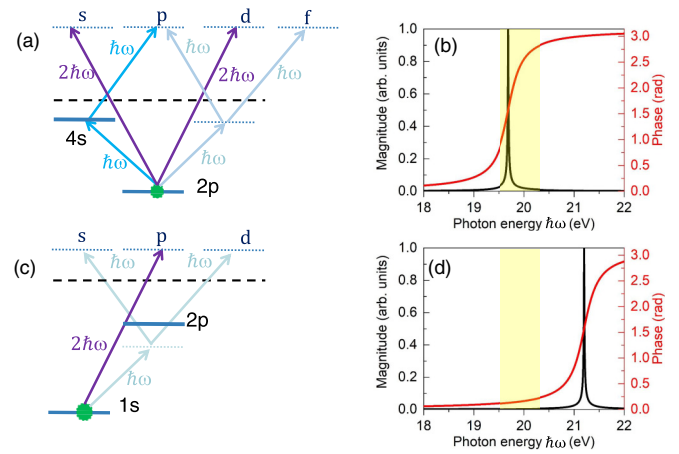 (a)
s p d f
2ħω ħω ħω 2ħω ħω
4s
ħω ħω
2p
(b)
Magnitude (arb. units)
1.0
0.8
0.6
0.4
0.2
0.0
18 19 20 21 22
Photon energy ħω (eV)
3.0
2.5
2.0
1.5
1.0
0.5
0.0
Phase (rad)
(c)
s p d
ħω ħω
2p
2ħω
ħω
1s
(d)
Magnitude (arb. units)
1.0
0.8
0.6
0.4
0.2
0.0
18 19 20 21 22
Photon energy ħω (eV)
3.0
2.5
2.0
1.5
1.0
0.5
0.0
Phase (rad)